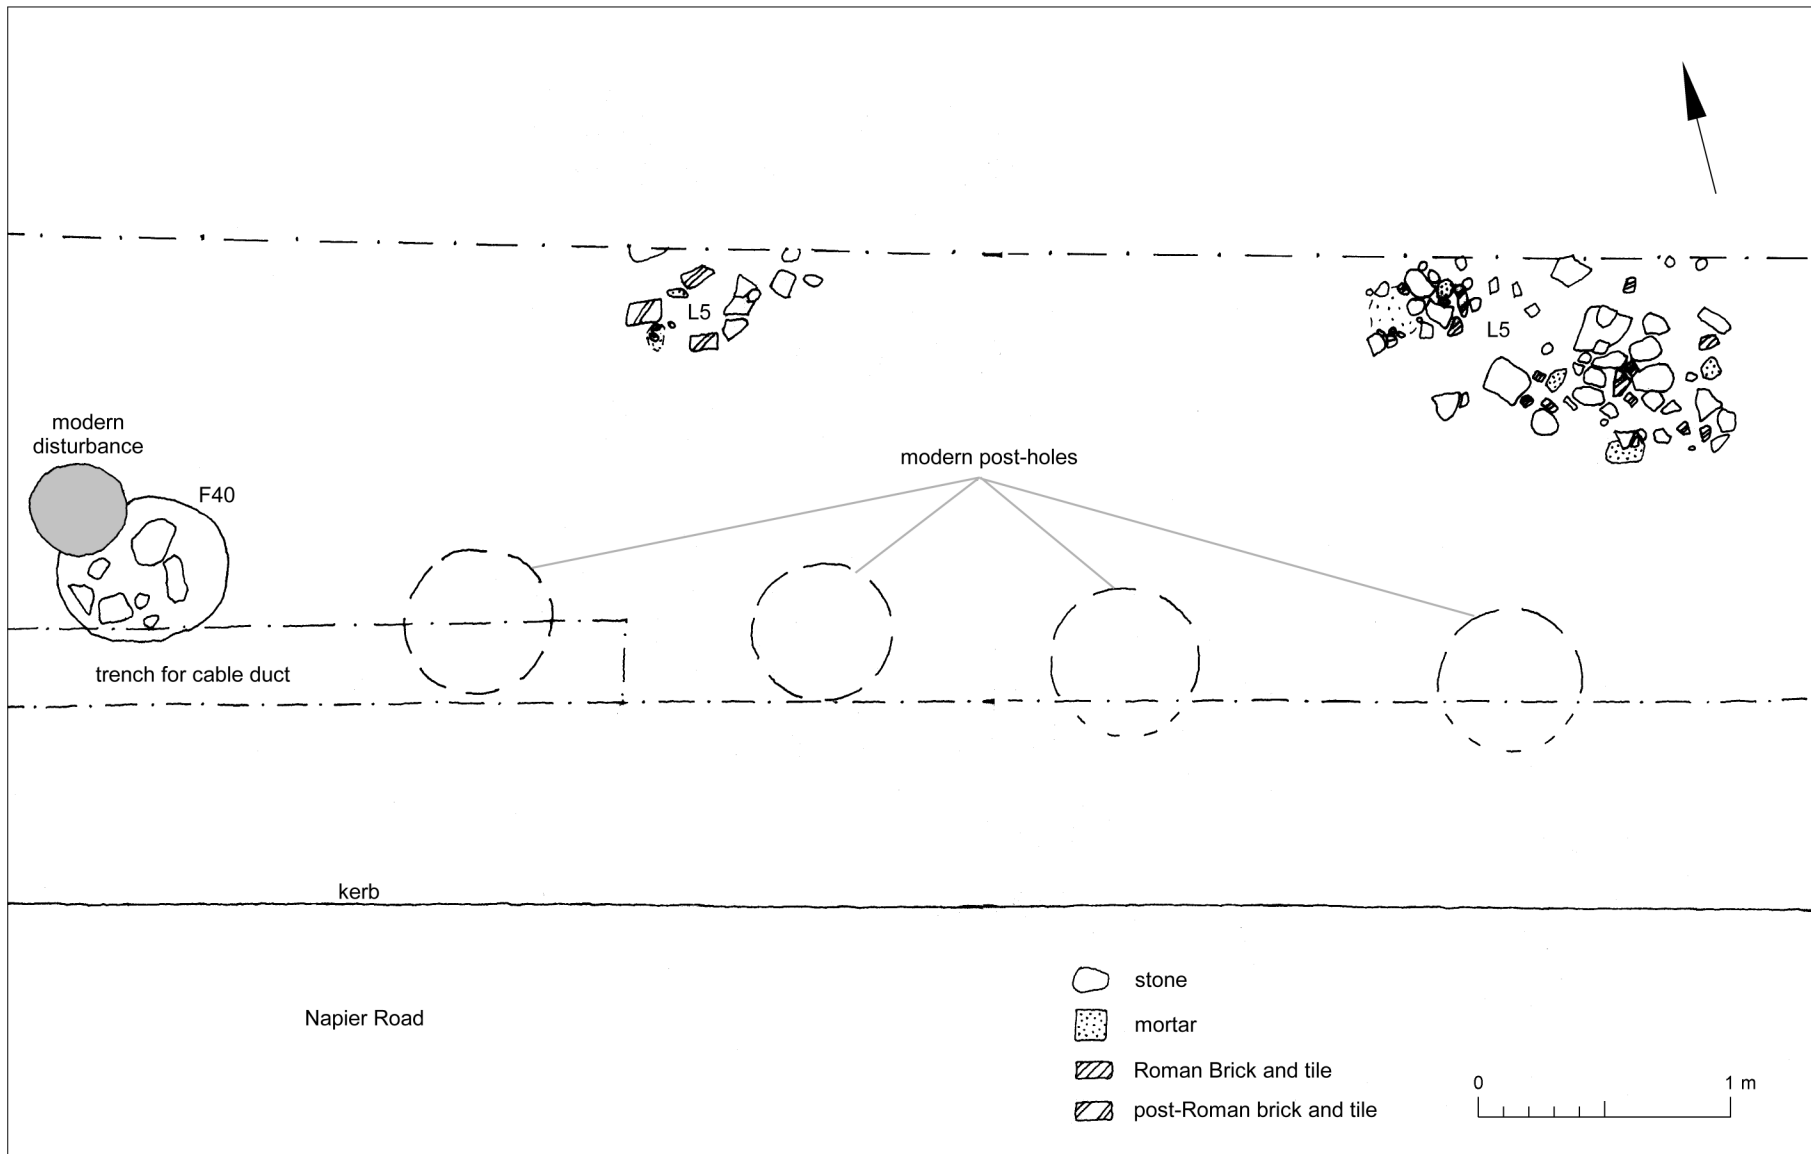 L5
L5
modern
disturbance
F40
modern post-holes
trench for cable duct
kerb
Napier Road
stone
mortar
Roman Brick and tile
post-Roman brick and tile
0 1 m